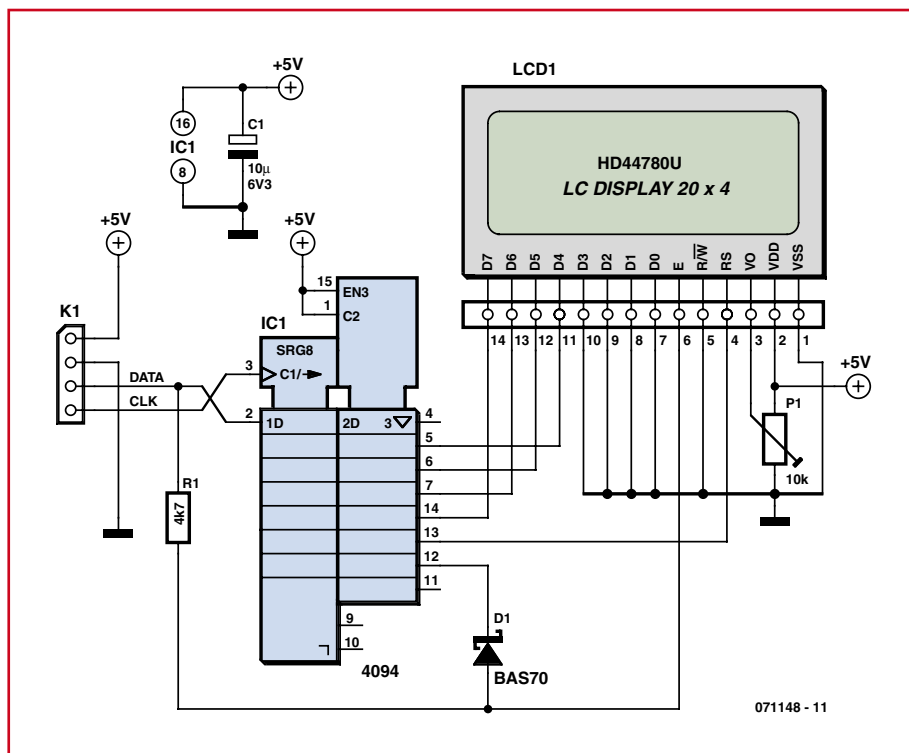 +5V
LCD1
16
C1
IC1
8
10µ
6V3
HD44780U
LC DISPLAY 20 x 4
+5V
+5V
D7 D6 D5 D4 D3 D2 D1 D0 E R/W RS VO VDD VSS
15 EN3
1 C2
K1
IC1
SRG8
14 13 12 11 10 9 8 7 6 5 4 3 2 1
3 C1/
+5V
DATA
CLK
2 1D 2D 3 4
P1
5
6
10k
R1
4k7
7
14
13
12
11
D1
9
10
4094
BAS70
071148 - 11